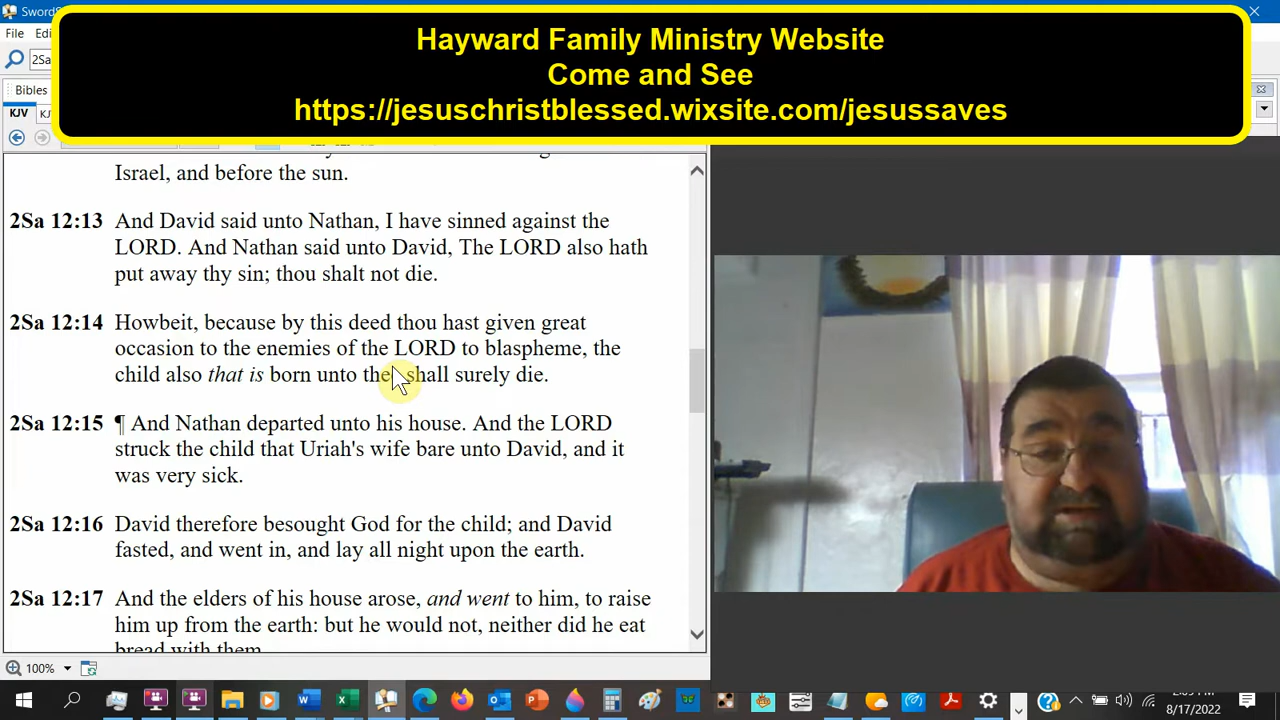 SwordS
Hayward Family Ministry Website
Come and See
https://jesuschristblessed.wixsite.com/jesussaves
File
2Sa
Bibles
KJV
Israel, and before the sun.
2Sa 12:13 And David said unto Nathan, I have sinned against the
LORD. And Nathan said unto David, The LORD also hath
put away thy sin; thou shalt not die.
2Sa 12:14 Howbeit, because by this deed thou hast given great
occasion to the enemies of the LORD to blaspheme, the
child also that is born unto shall surely die.
2Sa 12:15 ¶ And Nathan departed unto his house. And the LORD
struck the child that Uriah's wife bare unto David, and it
was very sick.
2Sa 12:16 David therefore besought God for the child; and David
fasted, and went in, and lay all night upon the earth.
2Sa 12:17 And the elders of his house arose, and went to him, to raise
him up from the earth: but he would not, neither did he eat
bread with them
100%
8/17/2022